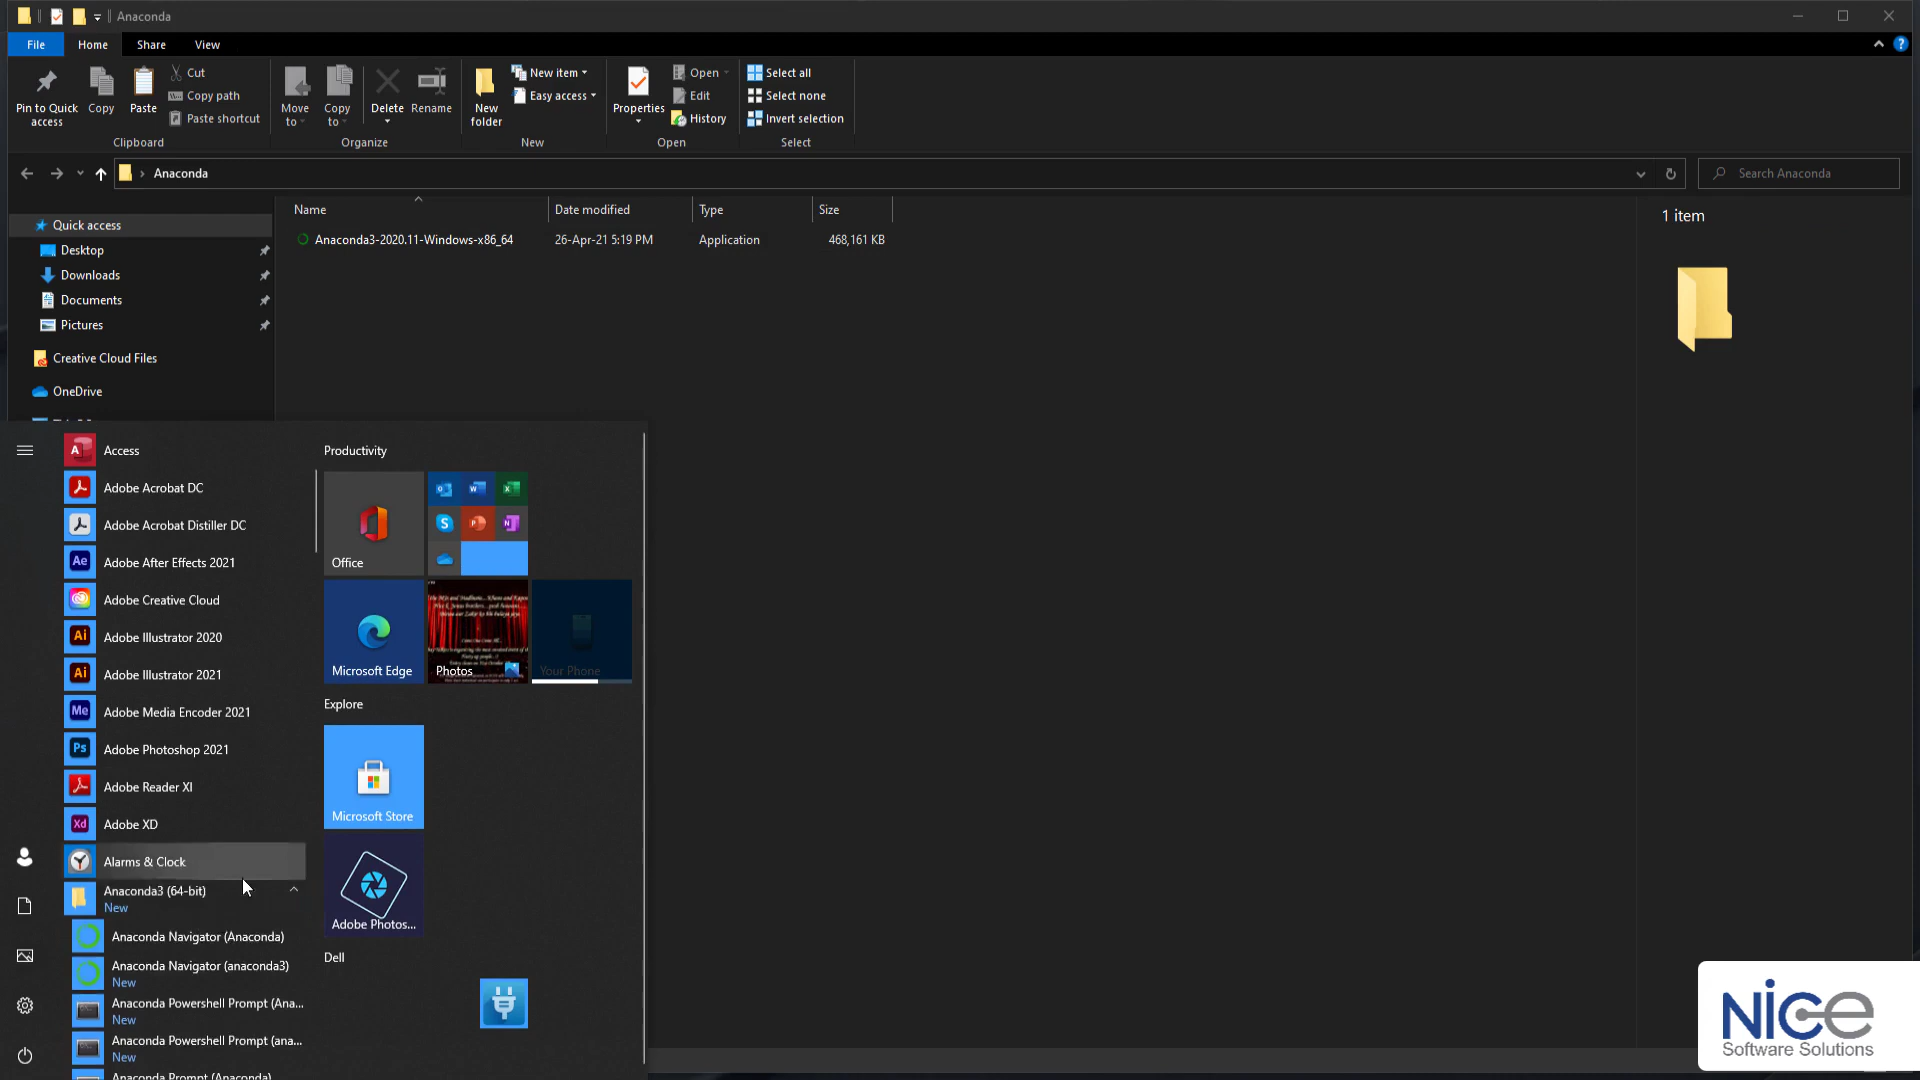 Anaconda
File Home Share View
Pin to Quick access
Copy
Paste
Cut
Copy path
Paste shortcut
Clipboard
Move to
Copy to
Delete
Rename
Organize
New folder
New item
Easy access
New
Properties
Open
Edit
History
Open
Select all
Select none
Invert selection
Select
Anaconda
Search Anaconda
Name Date modified Type Size
Anaconda3-2020.11-Windows-x86_64 26-Apr-21 5:19 PM Application 468,161 KB
1 item
Quick access
Desktop
Downloads
Documents
Pictures
Creative Cloud Files
OneDrive
Access
Adobe Acrobat DC
Adobe Acrobat Distiller DC
Adobe After Effects 2021
Adobe Creative Cloud
Adobe Illustrator 2020
Adobe Illustrator 2021
Adobe Media Encoder 2021
Adobe Photoshop 2021
Adobe Reader XI
Adobe XD
Alarms & Clock
Anaconda3 (64-bit)
New
Anaconda Navigator (Anaconda)
Anaconda Navigator (anaconda3)
New
Anaconda Powershell Prompt (Ana...
New
Anaconda Powershell Prompt (ana...
New
Anaconda Prompt (Anaconda)
Productivity
Office
Microsoft Edge
Photos
Your Phone
Explore
Microsoft Store
Adobe Photos...
Dell
NICE
Software Solutions